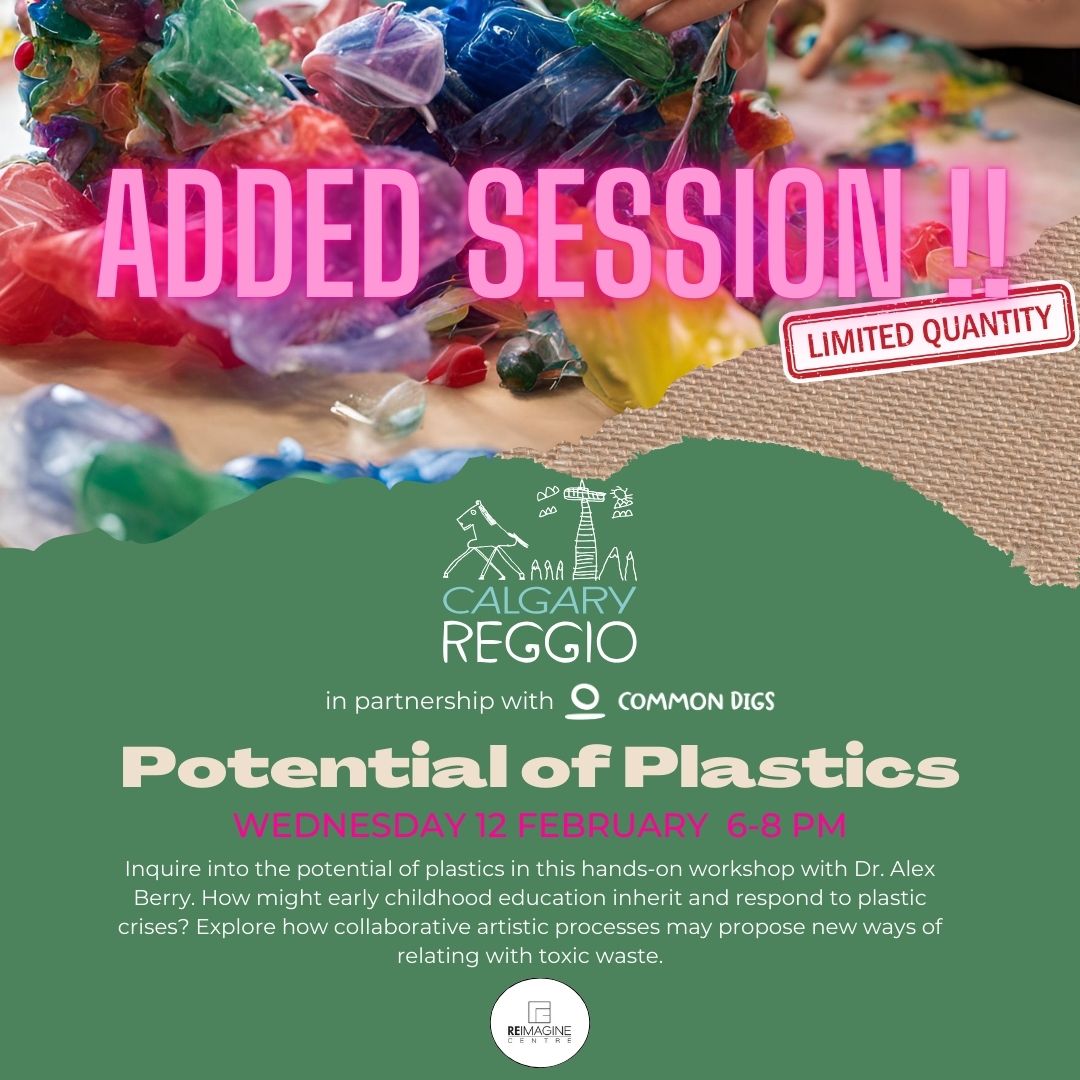 ADDED SESSION !!
LIMITED QUANTITY
CALGARY
REGGIO
in partnership with COMMON DIGS
Potential of Plastics
WEDNESDAY 12 FEBRUARY 6-8 PM
Inquire into the potential of plastics in this hands-on workshop with Dr. Alex
Berry. How might early childhood education inherit and respond to plastic
crises? Explore how collaborative artistic processes may propose new ways of
relating with toxic waste.
REIMAGINE
CENTRE